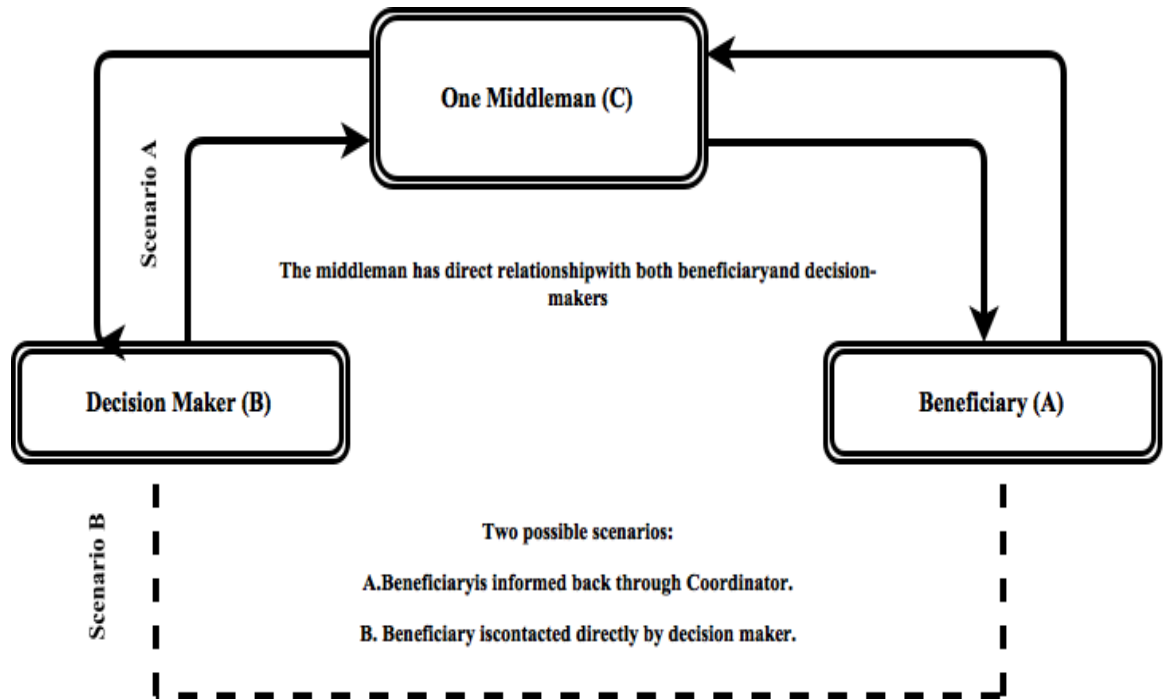 One Middleman (C)
Scenario A
The middleman has direct relationshipwith both beneficiaryand decision-
makers
Decision Maker (B)
Beneficiary (A)
Scenario B
Two possible scenarios:
A.Beneficiaryis informed back through Coordinator.
B. Beneficiary iscontacted directly by decision maker.